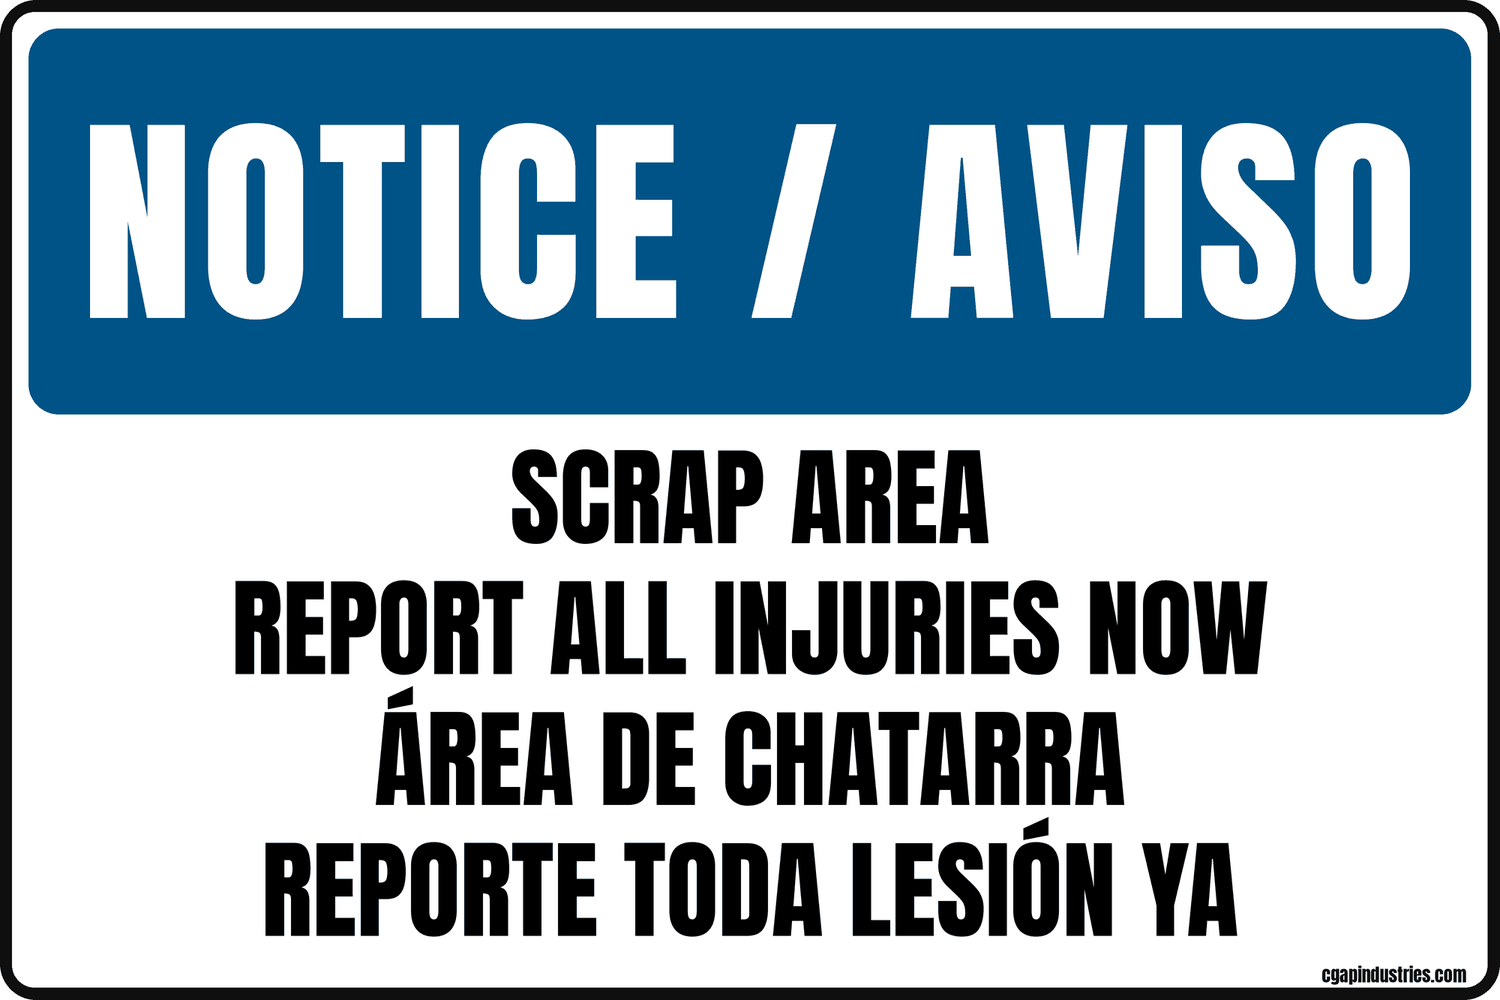 NOTICE / AVISO
SCRAP AREA
REPORT ALL INJURIES NOW
ÁREA DE CHATARRA
REPORTE TODA LESIÓN YA
cgapindustries.com